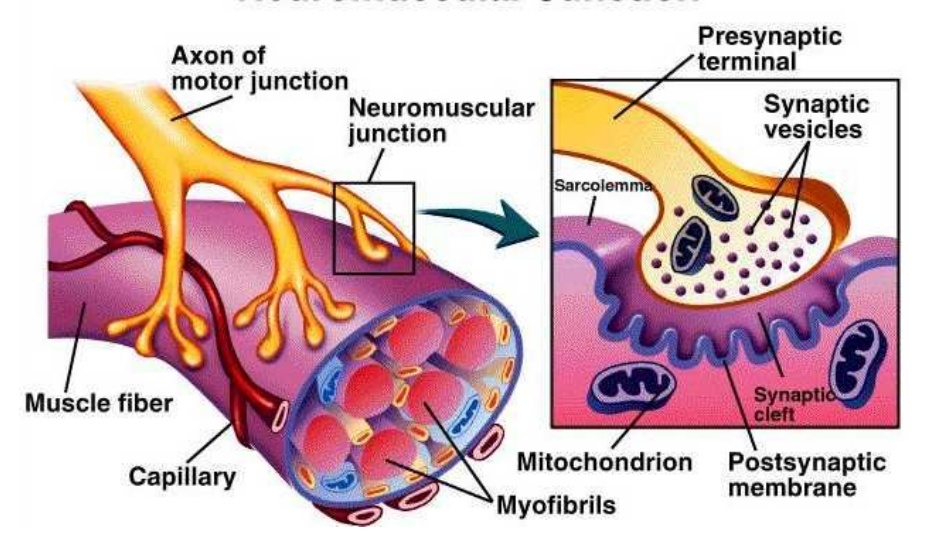 Axon of
motor junction
Neuromuscular
junction
Presynaptic
terminal
Synaptic
vesicles
Sarcolemma
Muscle fiber
Capillary
Synaptic
cleft
Mitochondrion
Postsynaptic
membrane
Myofibrils